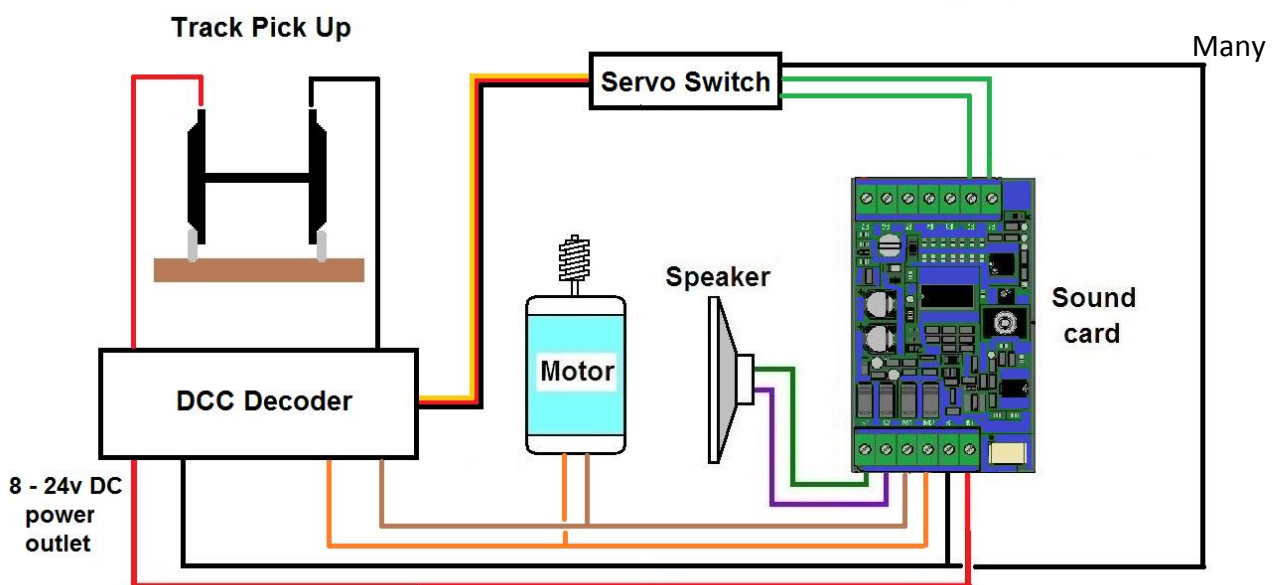 Track Pick Up
Many
Servo Switch
Speaker
Sound
card
Motor
DCC Decoder
8 - 24v DC
power
outlet